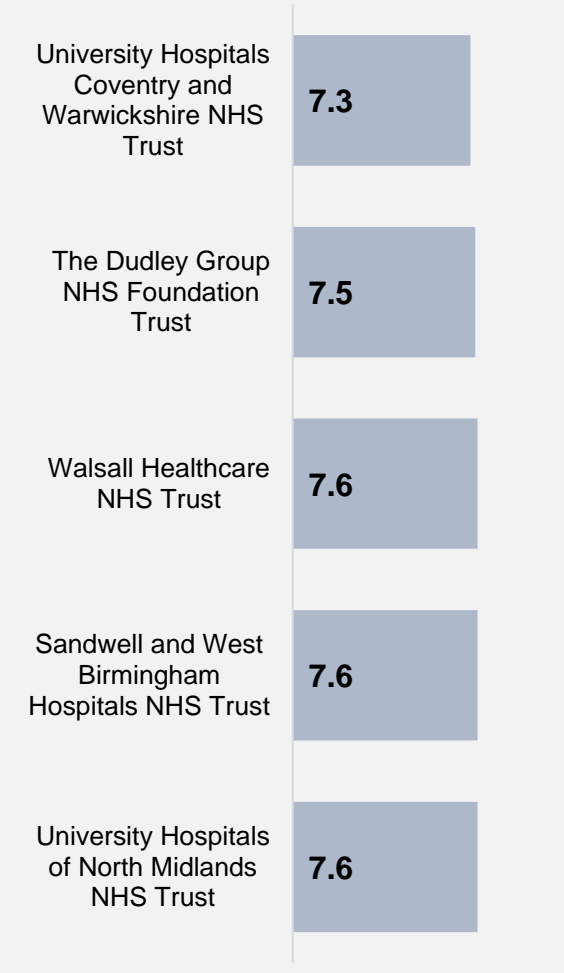 University Hospitals
Coventry and
Warwickshire NHS
Trust
7.3
The Dudley Group
NHS Foundation
Trust
7.5
Walsall Healthcare
NHS Trust
7.6
Sandwell and West
Birmingham
Hospitals NHS Trust
7.6
University Hospitals
of North Midlands
NHS Trust
7.6